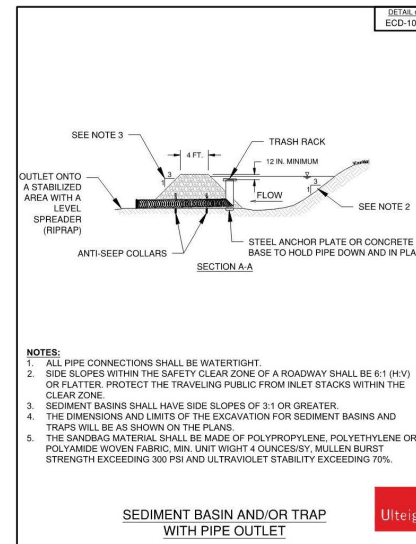 DETAIL
ECD-10
SEE NOTE 3
4 FT.
TRASH RACK
12 IN. MINIMUM
3
1
OUTLET ONTO
A STABILIZED
AREA WITH A
LEVEL
SPREADER
(RIPRAP)
FLOW
3
1
SEE NOTE 2
ANTI-SEEP COLLARS
STEEL ANCHOR PLATE OR CONCRETE
BASE TO HOLD PIPE DOWN AND IN PLA
SECTION A-A
NOTES:
1. ALL PIPE CONNECTIONS SHALL BE WATERTIGHT.
2. SIDE SLOPES WITHIN THE SAFETY CLEAR ZONE OF A ROADWAY SHALL BE 6:1 (H:V)
OR FLATTER. PROTECT THE TRAVELING PUBLIC FROM INLET STACKS WITHIN THE
CLEAR ZONE.
3. SEDIMENT BASINS SHALL HAVE SIDE SLOPES OF 3:1 OR GREATER.
4. THE DIMENSIONS AND LIMITS OF THE EXCAVATION FOR SEDIMENT BASINS AND
TRAPS WILL BE AS SHOWN ON THE PLANS.
5. THE SANDBAG MATERIAL SHALL BE MADE OF POLYPROPYLENE, POLYETHYLENE OR
POLYAMIDE WOVEN FABRIC, MIN. UNIT WIGHT 4 OUNCES/SY, MULLEN BURST
STRENGTH EXCEEDING 300 PSI AND ULTRAVIOLET STABILITY EXCEEDING 70%.
SEDIMENT BASIN AND/OR TRAP
WITH PIPE OUTLET
Ulteig